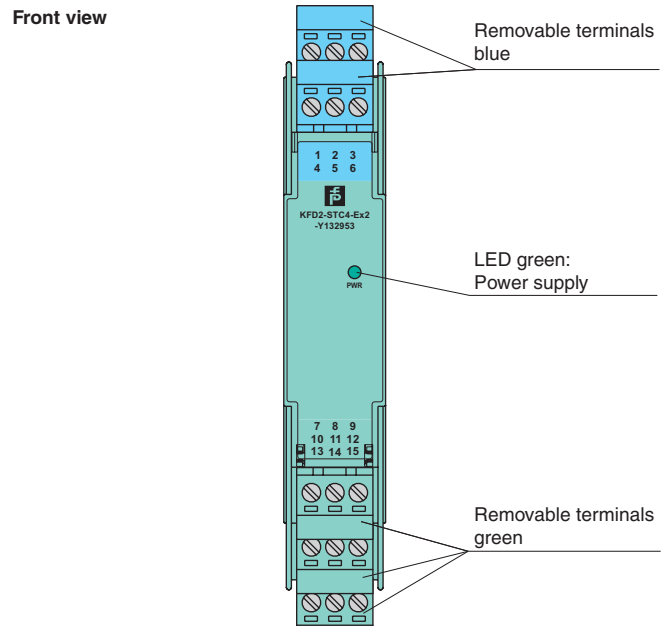 Front view
Removable terminals
blue
1 2 3
4 5 6
KFD2-STC4-Ex2
-Y132953
LED green:
Power supply
PWR
7 8 9
10 11 12
13 14 15
Removable terminals
green